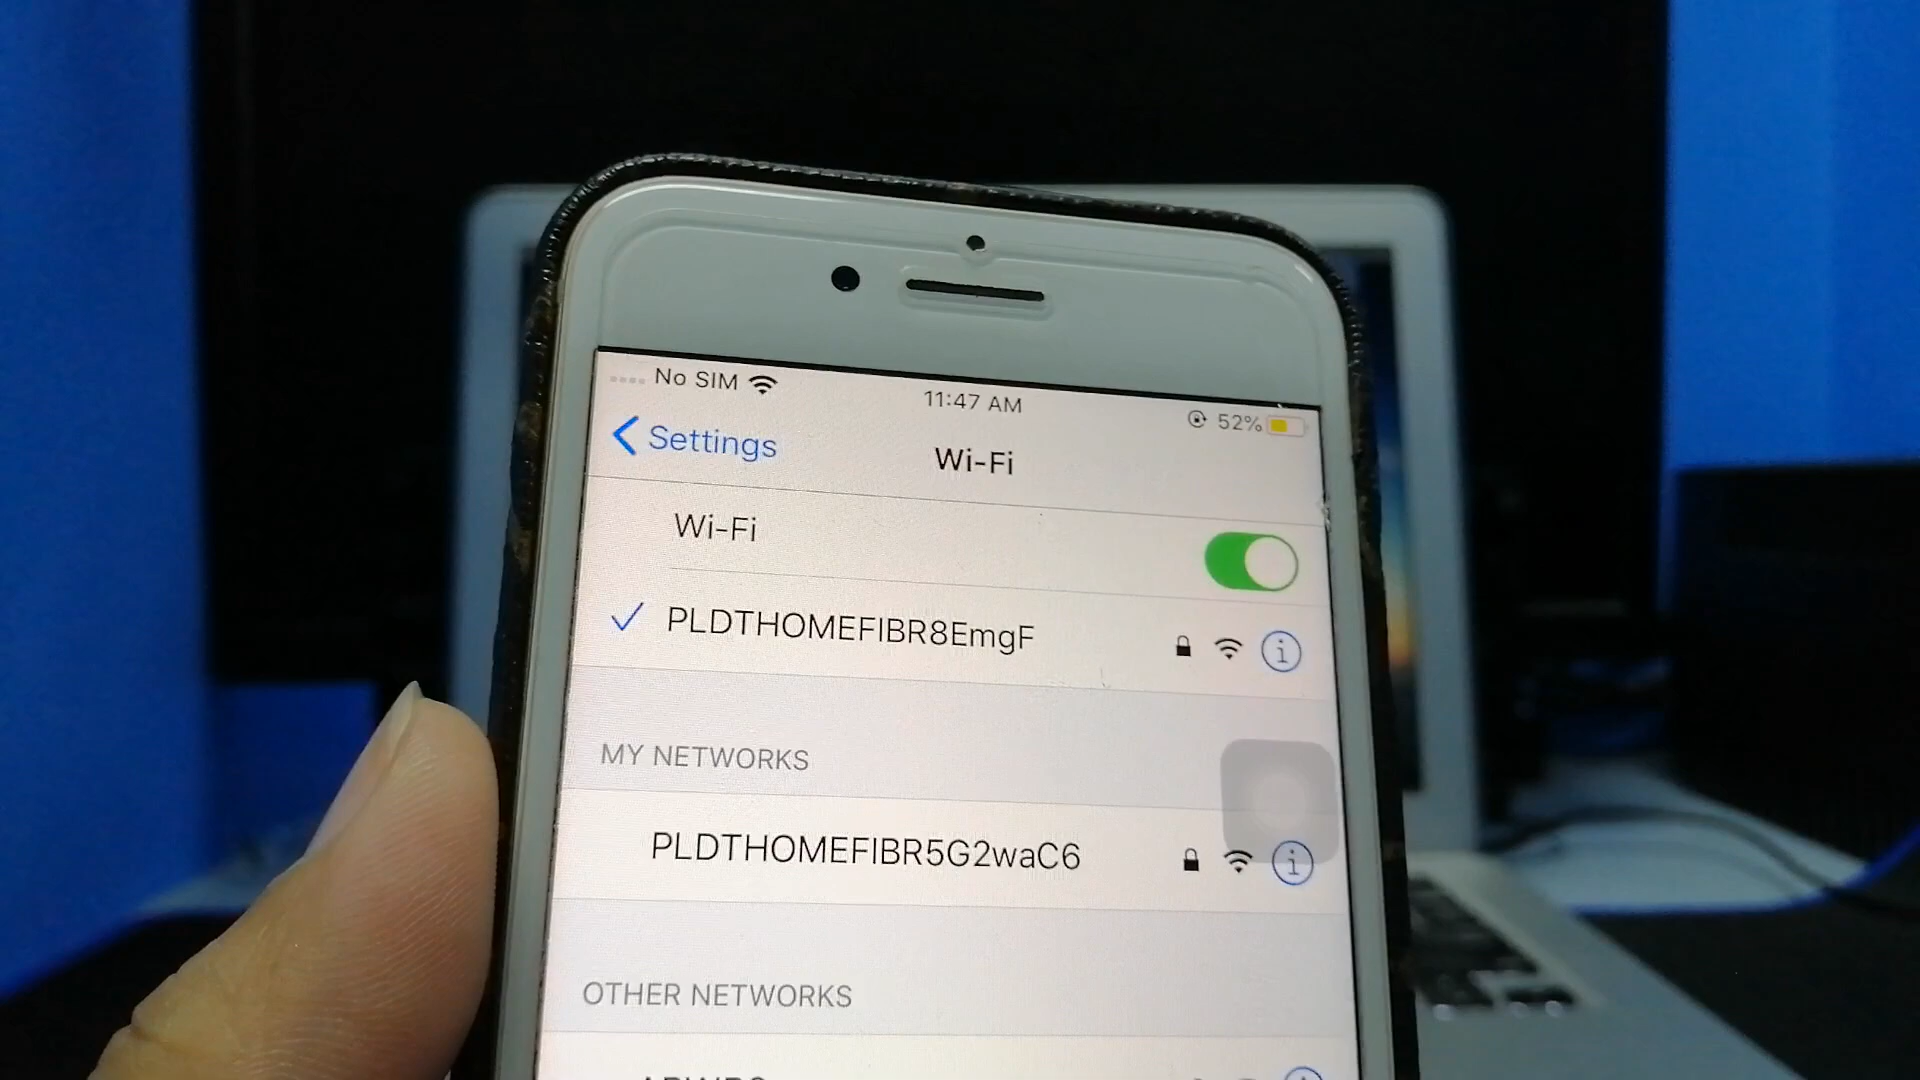 No SIM
11:47 AM
52%
Settings
Wi-Fi
Wi-Fi
PLDTHOMEFIBR8EmgF
MY NETWORKS
PLDTHOMEFIBR5G2waC6
OTHER NETWORKS